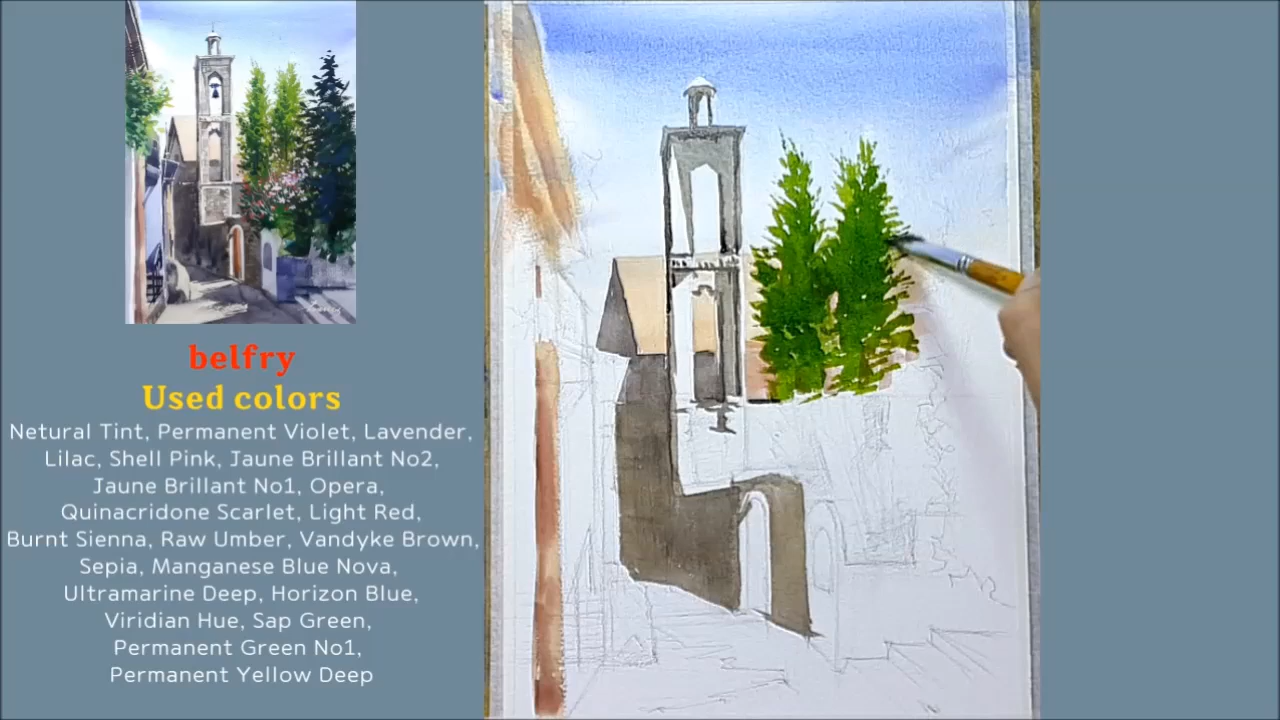 belfry
Used colors
Netural Tint, Permanent Violet, Lavender,
Lilac, Shell Pink, Jaune Brillant No2,
Jaune Brillant No1, Opera,
Quinacridone Scarlet, Light Red,
Burnt Sienna, Raw Umber, Vandyke Brown,
Sepia, Manganese Blue Nova,
Ultramarine Deep, Horizon Blue,
Viridian Hue, Sap Green,
Permanent Green No1,
Permanent Yellow Deep